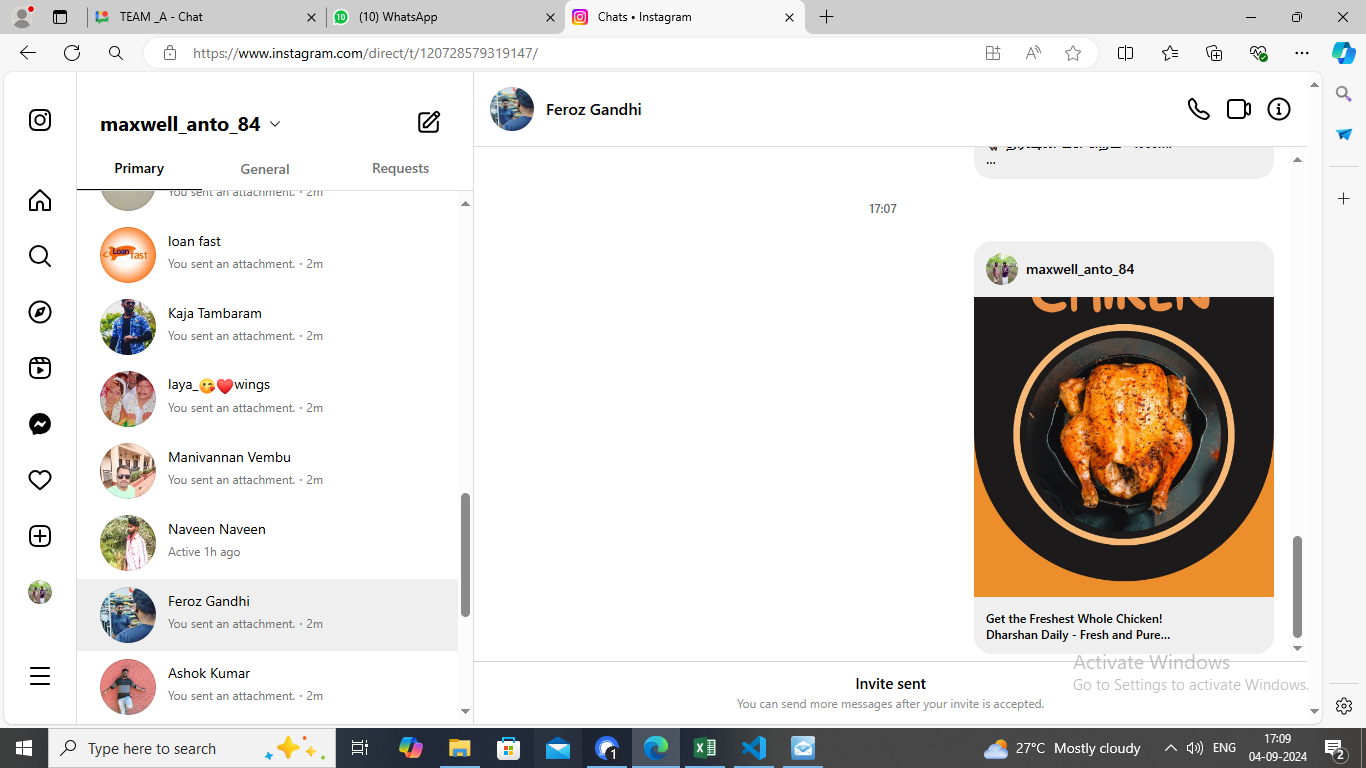 TEAM _A - Chat
(10) WhatsApp
Chats • Instagram
https://www.instagram.com/direct/t/120728579319147/
maxwell_anto_84
Primary
General
Requests
You sent an attachment. · 2m
loan fast
You sent an attachment. · 2m
Kaja Tambaram
You sent an attachment. · 2m
laya_😋❤️wings
You sent an attachment. · 2m
Manivannan Vembu
You sent an attachment. · 2m
Naveen Naveen
Active 1h ago
Feroz Gandhi
You sent an attachment. · 2m
Ashok Kumar
You sent an attachment. · 2m
Feroz Gandhi
...
17:07
maxwell_anto_84
CHIKEN
Get the Freshest Whole Chicken!
Dharshan Daily - Fresh and Pure...
Invite sent
You can send more messages after your invite is accepted.
Activate Windows
Go to Settings to activate Windows.
Type here to search
27°C Mostly cloudy
ENG
17:09
04-09-2024
2